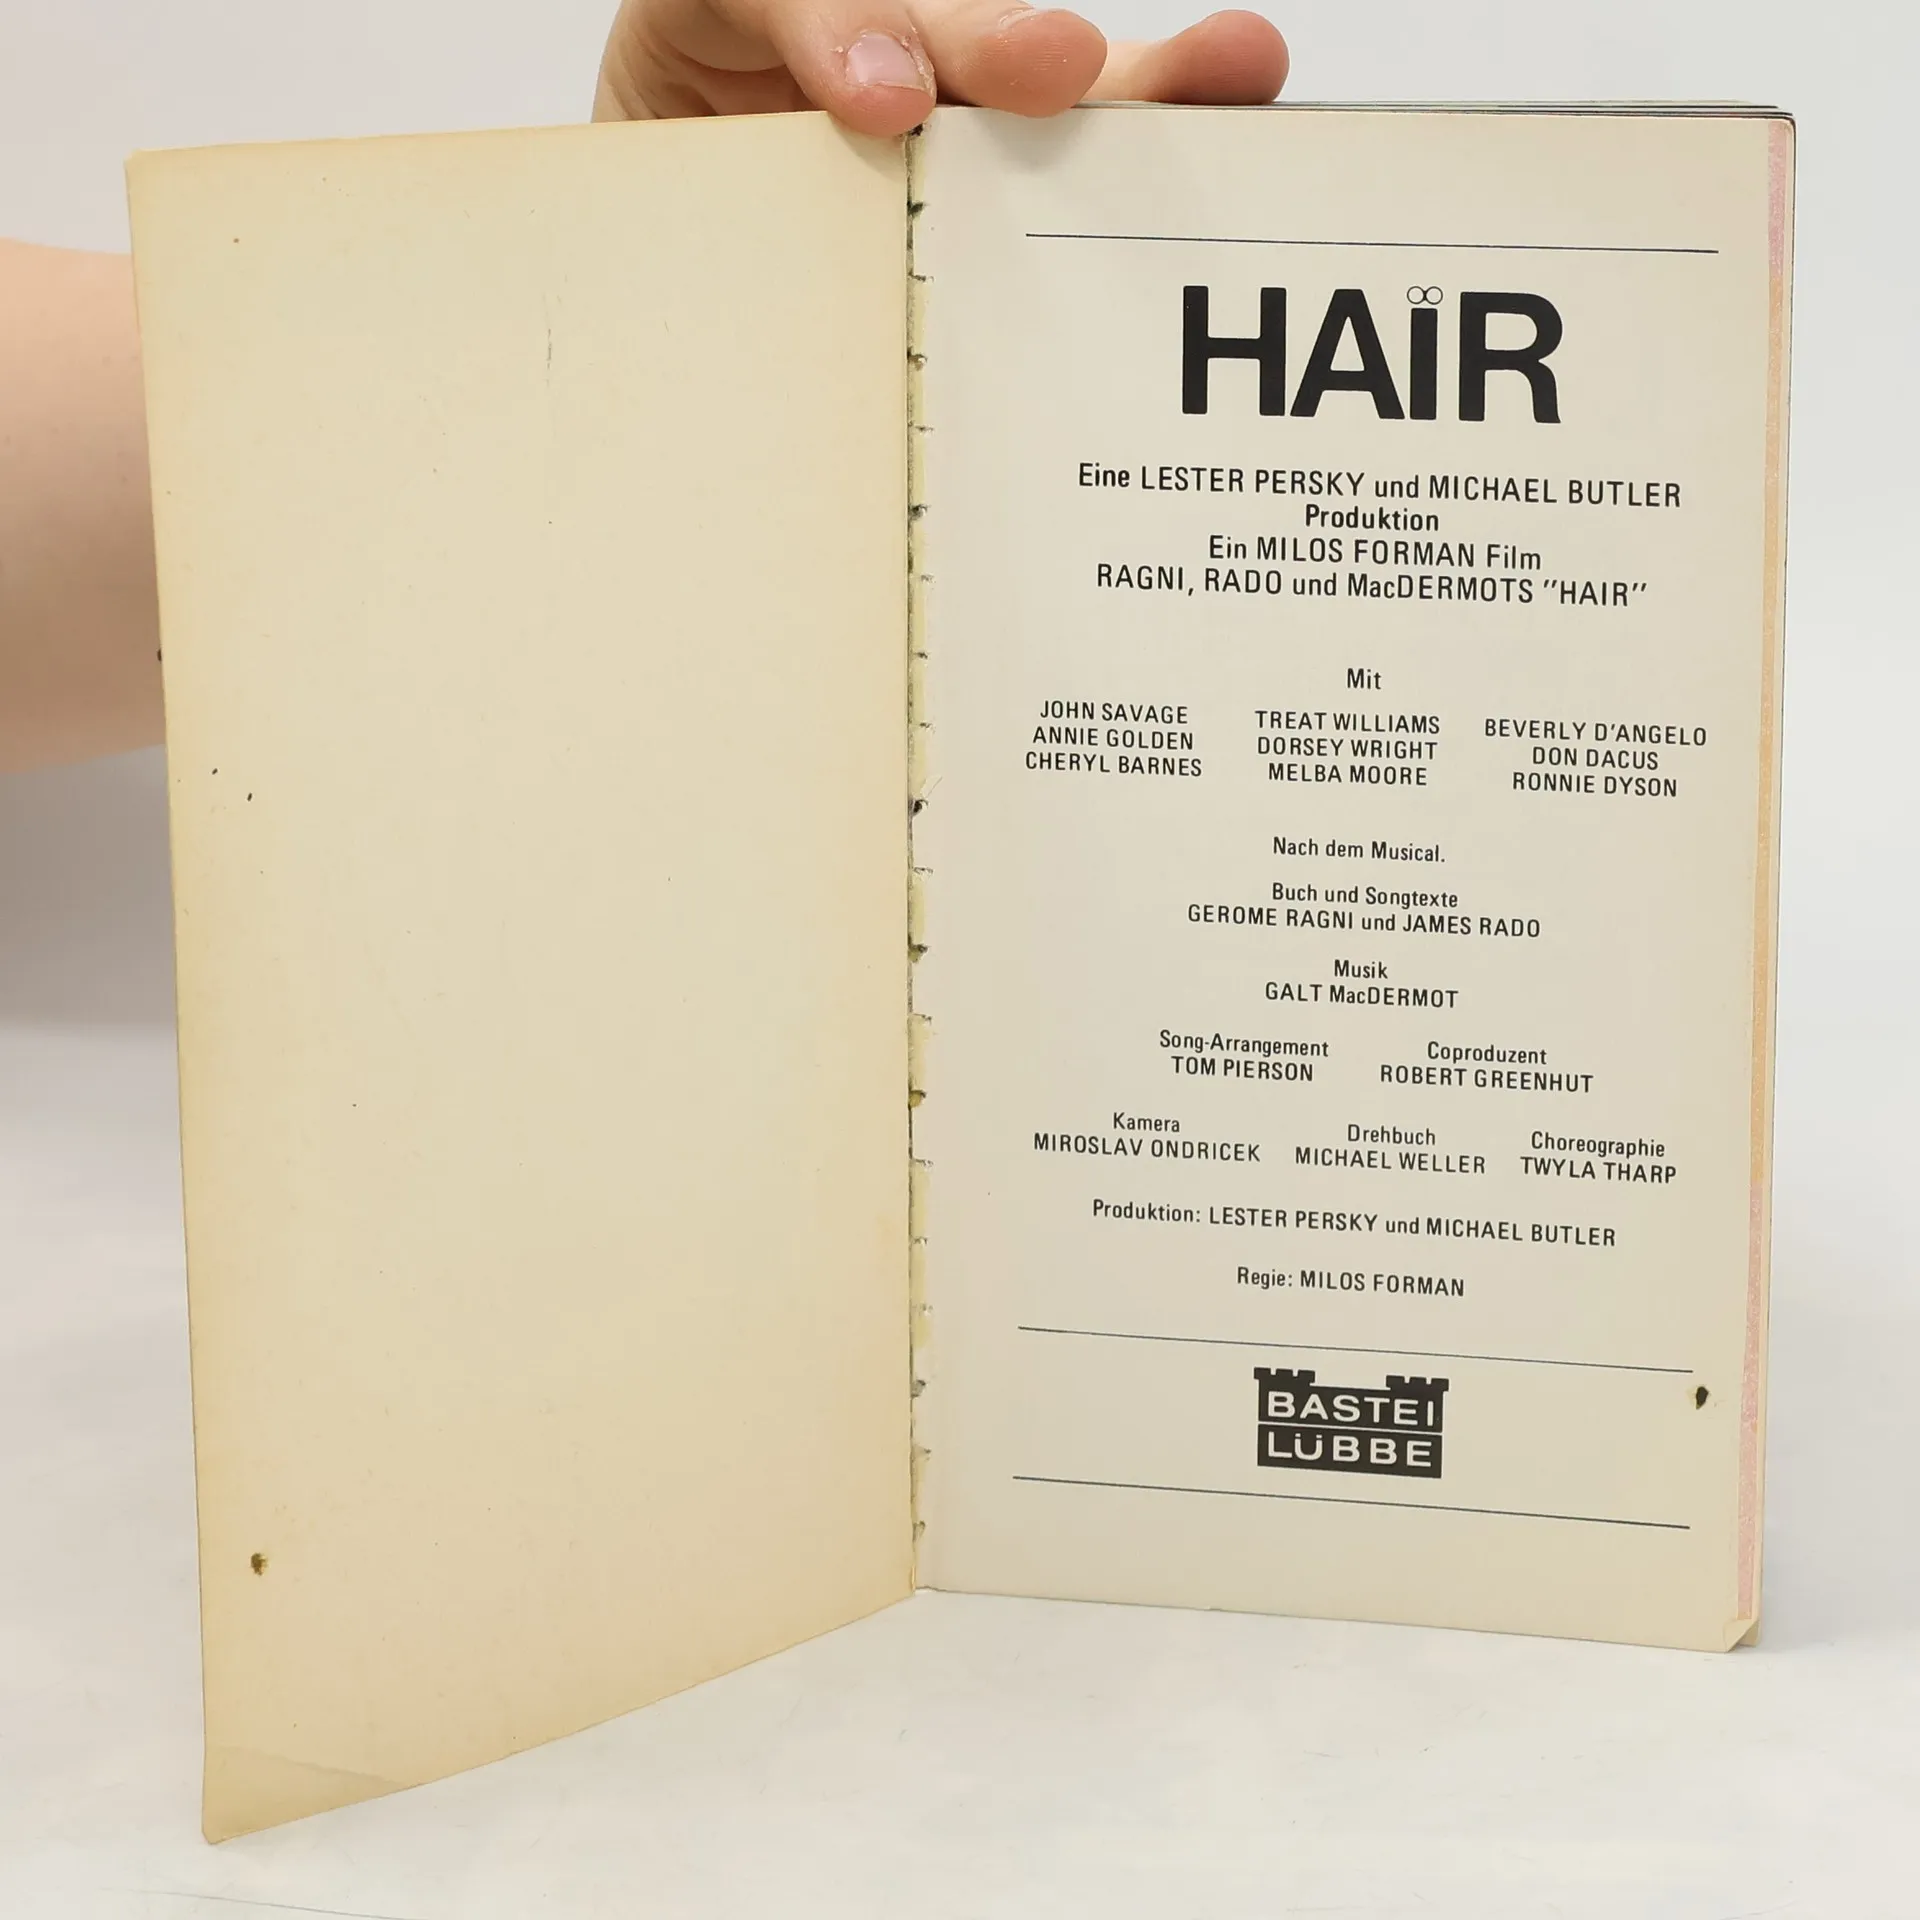 HAÏR
Eine LESTER PERSKY und MICHAEL BUTLER
Produktion
Ein MILOS FORMAN Film
RAGNI, RADO und MacDERMOTS "HAIR"
Mit
JOHN SAVAGE TREAT WILLIAMS BEVERLY D'ANGELO
ANNIE GOLDEN DORSEY WRIGHT DON DACUS
CHERYL BARNES MELBA MOORE RONNIE DYSON
Nach dem Musical.
Buch und Songtexte
GEROME RAGNI und JAMES RADO
Musik
GALT MacDERMOT
Song-Arrangement Coproduzent
TOM PIERSON ROBERT GREENHUT
Kamera Drehbuch Choreographie
MIROSLAV ONDRICEK MICHAEL WELLER TWYLA THARP
Produktion: LESTER PERSKY und MICHAEL BUTLER
Regie: MILOS FORMAN
BASTEI
LÜBBE